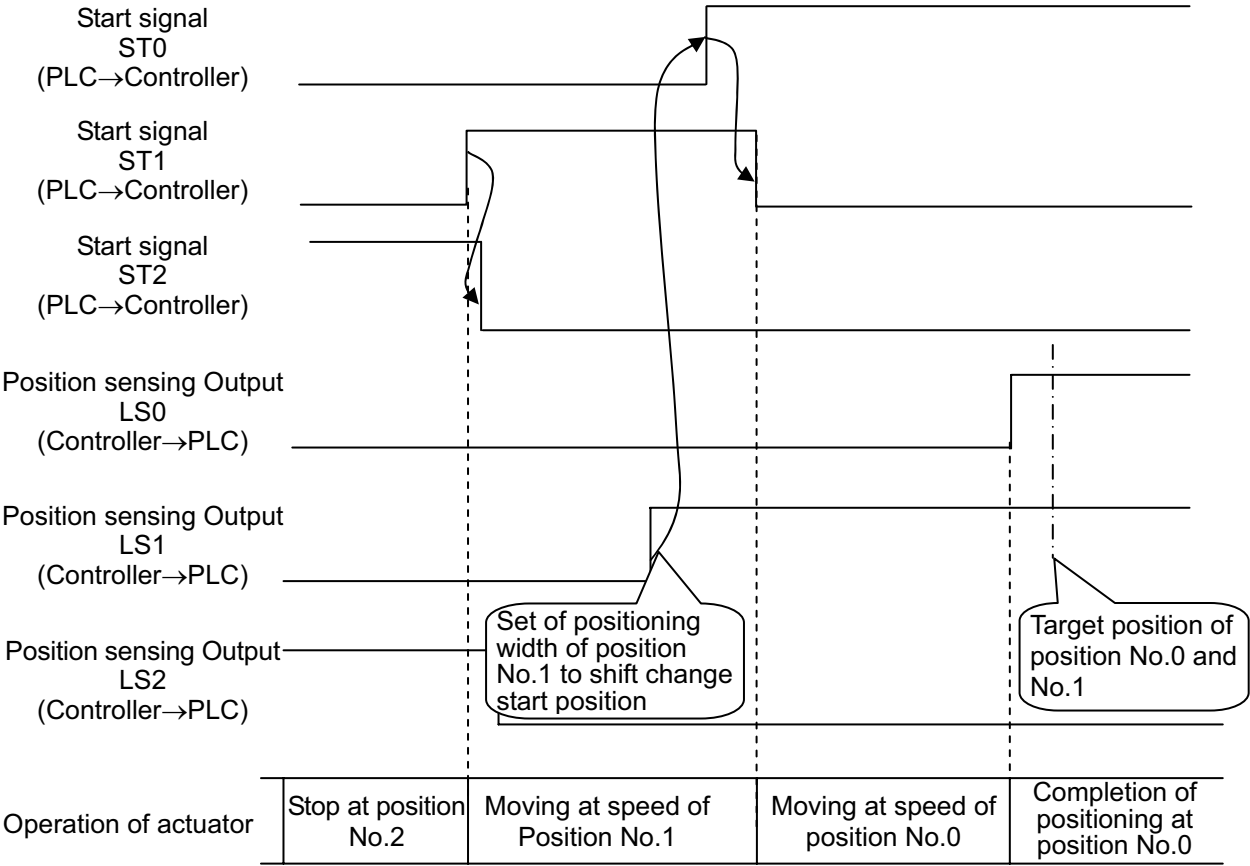 Start signal
ST0
(PLC→Controller)
Start signal
ST1
(PLC→Controller)
Start signal
ST2
(PLC→Controller)
Position sensing Output
LS0
(Controller→PLC)
Position sensing Output
LS1
(Controller→PLC)
Set of positioning
width of position
No.1 to shift change
start position
Target position of
position No.0 and
No.1
Position sensing Output
LS2
(Controller→PLC)
Operation of actuator
Stop at position
No.2
Moving at speed of
Position No.1
Moving at speed of
position No.0
Completion of
positioning at
position No.0